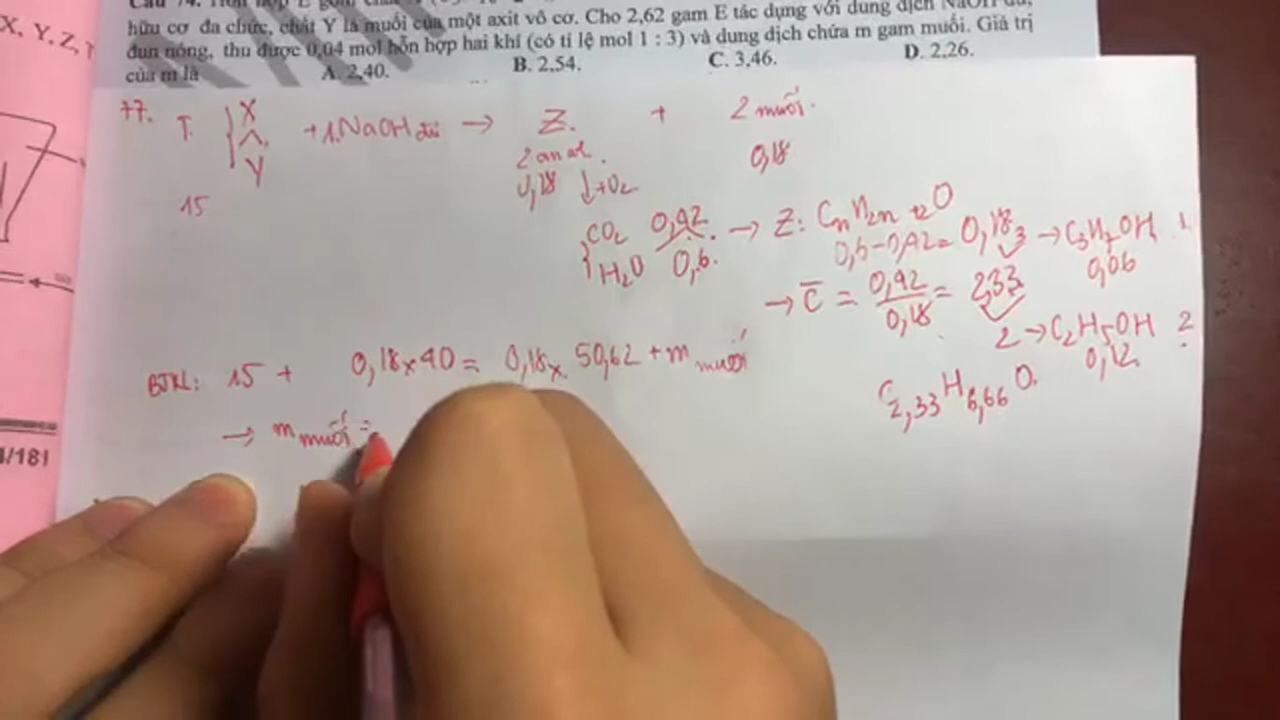 X, Y, Z, T
hữu cơ đa chức, chất Y là muối của một axit vô cơ. Cho 2,62 gam E tác dụng với dung dịch NaOH dư,
đun nóng, thu được 0,04 mol hỗn hợp hai khí (có tỉ lệ mol 1 : 3) và dung dịch chứa m gam muối. Giá trị
của m là A. 2,40. B. 2,54. C. 3,46. D. 2,26.
77. T. X Y + 1. NaOH đủ → Z. + 2 muối.
15 0,18 ↓+O2 0,18
CO2 0,42 → Z: CnH2n+2O
H2O 0,6. 0,6-0,42= 0,18 3 → C3H7OH 1
0,06
→ C̄ = 0,42/0,18 = 2,33
2 → C2H5OH 2
0,12
C2,33H6,66O.
BTKL: 15 + 0,18x40 = 0,18x 50,62 + m muối
→ m muối =
/181